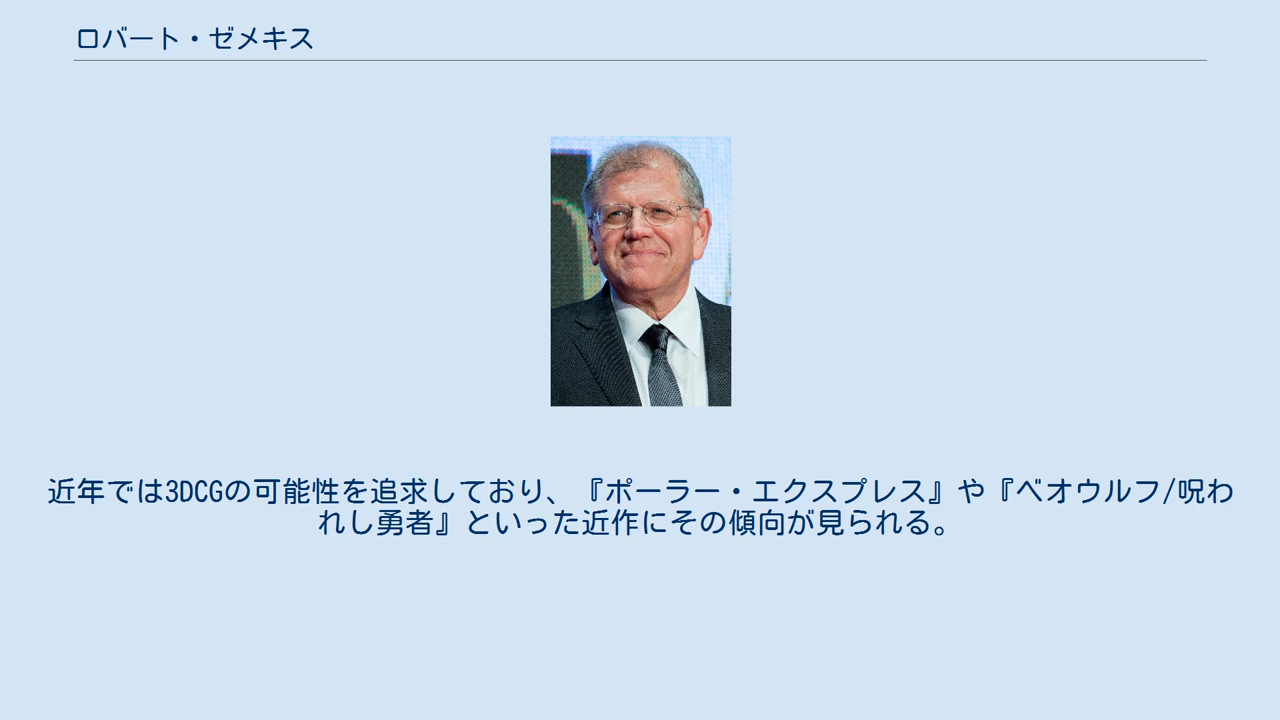 ロバート・ゼメキス
近年では3DCGの可能性を追求しており、『ポーラー・エクスプレス』や『ベオウルフ/呪わ
れし勇者』といった近作にその傾向が見られる。